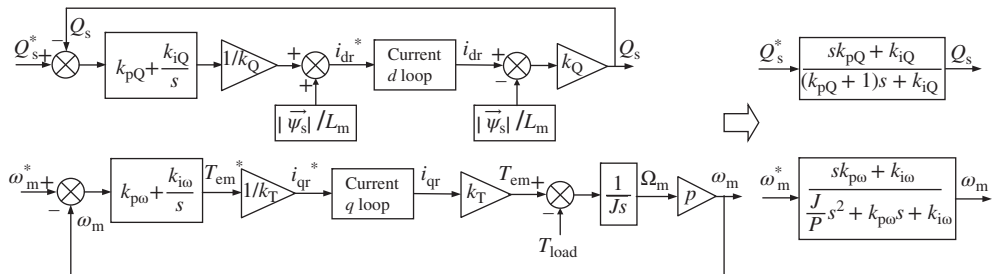 Q_s^* + − Q_s k_pQ + k_iQ/s 1/k_Q + + i_dr^* Current d loop i_dr + − k_Q Q_s
|ψ_s⃗|/L_m |ψ_s⃗|/L_m
Q_s^* (sk_pQ + k_iQ)/((k_pQ + 1)s + k_iQ) Q_s
ω_m^* + − ω_m k_pω + k_iω/s T_em^* 1/k_T i_qr^* Current q loop i_qr k_T T_em + − 1/Js Ω_m p ω_m
T_load
ω_m^* (sk_pω + k_iω)/(J/P s² + k_pω s + k_iω) ω_m